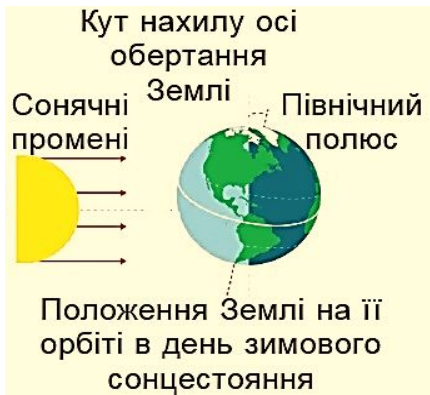 Кут нахилу осі
обертання
Землі
Сонячні
промені
Північний
полюс
Положення Землі на її
орбіті в день зимового
сонцестояння